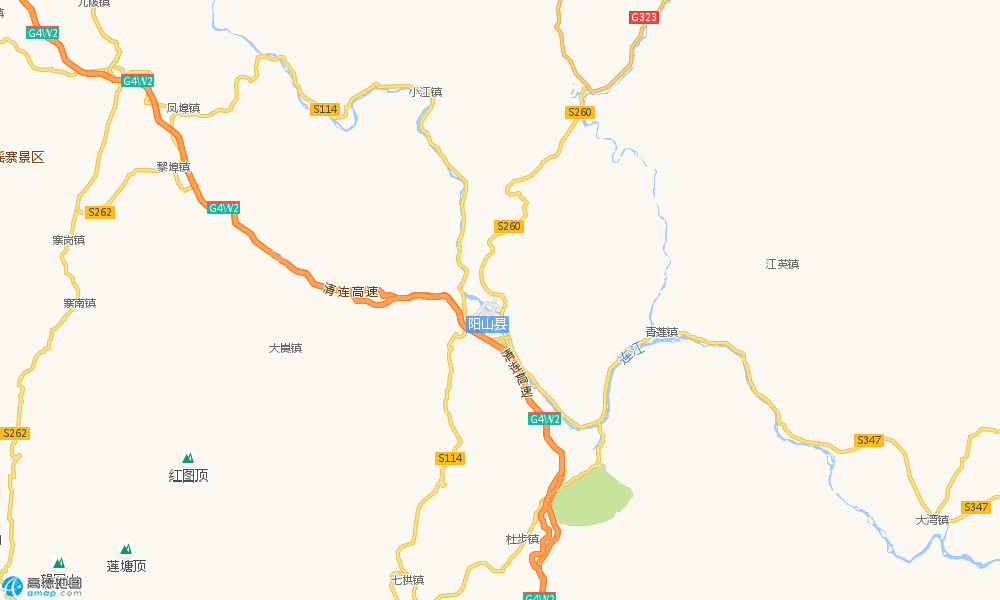 九陂镇
G323
G4W2
G4W2
小江镇
凤埠镇
S114
S260
瑶寨景区
黎埠镇
G4W2
S262
S260
寨岗镇
江英镇
清连高速
寨南镇
阳山县
青莲镇
大崀镇
连江
清连高速
G4W2
S262
S347
S114
红图顶
S347
大湾镇
杜步镇
莲塘顶
七拱镇
高德地图
amap.com
G4W2